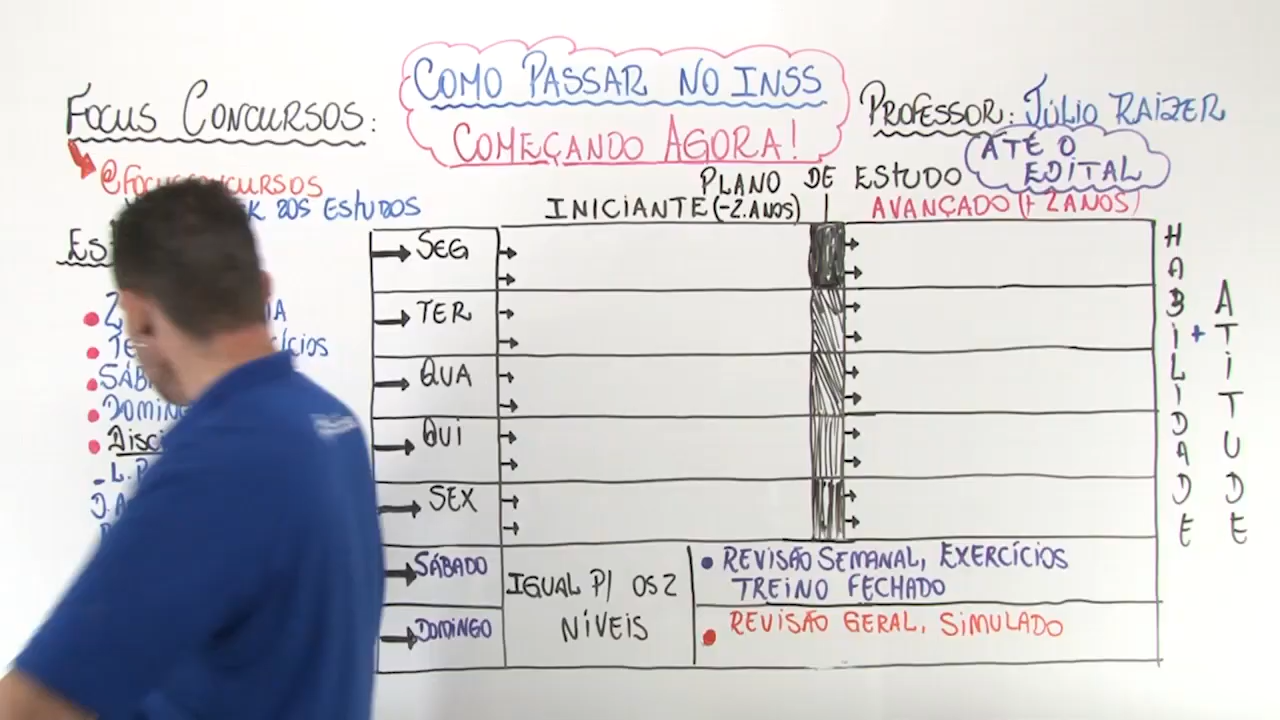 COMO PASSAR NO INSS
COMEÇANDO AGORA!
FOCUS CONCURSOS:
PROFESSOR: JÚLIO RAIZER
@FOCUSCONCURSOS
AOS ESTUDOS
PLANO DE ESTUDO
ATÉ O
EDITAL
INICIANTE (-2.ANOS)
AVANÇADO (+ 2 ANOS)
SEG
TER
QUA
QUI
SEX
SÁBADO
DOMINGO
IGUAL P/ OS 2
NÍVEIS
• REVISÃO SEMANAL, EXERCÍCIOS
TREINO FECHADO
• REVISÃO GERAL, SIMULADO
HABILIDADE
+
ATITUDE